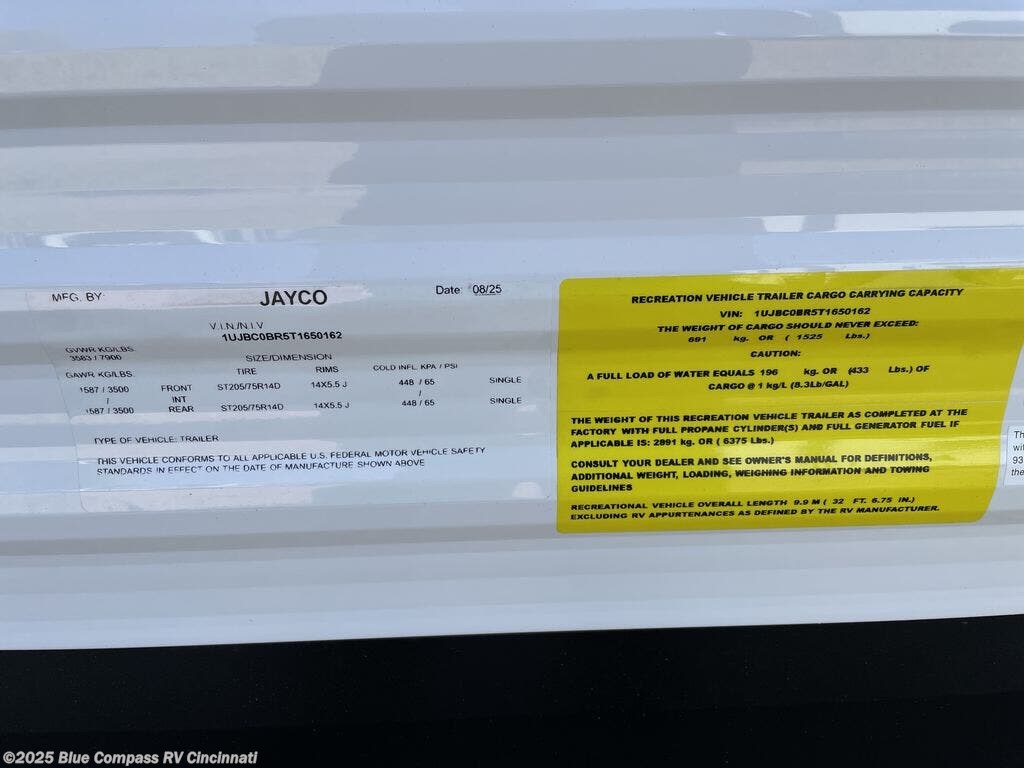 MFG. BY: JAYCO Date: 08/25
V.I.N./N.I.V
1UJBC0BR5T1650162
GVWR KG/LBS.
3583 / 7900
SIZE/DIMENSION
GAWR KG/LBS. TIRE RIMS COLD INFL. KPA / PSI
1587 / 3500 FRONT ST205/75R14D 14X5.5 J 448 / 65 SINGLE
/ INT
1587 / 3500 REAR ST205/75R14D 14X5.5 J 448 / 65 SINGLE
TYPE OF VEHICLE: TRAILER
THIS VEHICLE CONFORMS TO ALL APPLICABLE U.S. FEDERAL MOTOR VEHICLE SAFETY
STANDARDS IN EFFECT ON THE DATE OF MANUFACTURE SHOWN ABOVE
RECREATION VEHICLE TRAILER CARGO CARRYING CAPACITY
VIN: 1UJBC0BR5T1650162
THE WEIGHT OF CARGO SHOULD NEVER EXCEED:
691 kg. OR ( 1525 Lbs.)
CAUTION:
A FULL LOAD OF WATER EQUALS 196 kg. OR (433 Lbs.) OF
CARGO @ 1 kg/L (8.3Lb/GAL)
THE WEIGHT OF THIS RECREATION VEHICLE TRAILER AS COMPLETED AT THE
FACTORY WITH FULL PROPANE CYLINDER(S) AND FULL GENERATOR FUEL IF
APPLICABLE IS: 2891 kg. OR ( 6375 Lbs.)
CONSULT YOUR DEALER AND SEE OWNER'S MANUAL FOR DEFINITIONS,
ADDITIONAL WEIGHT, LOADING, WEIGHING INFORMATION AND TOWING
GUIDELINES
RECREATIONAL VEHICLE OVERALL LENGTH 9.9 M ( 32 FT. 6.75 IN.)
EXCLUDING RV APPURTENANCES AS DEFINED BY THE RV MANUFACTURER.
93
the
©2025 Blue Compass RV Cincinnati